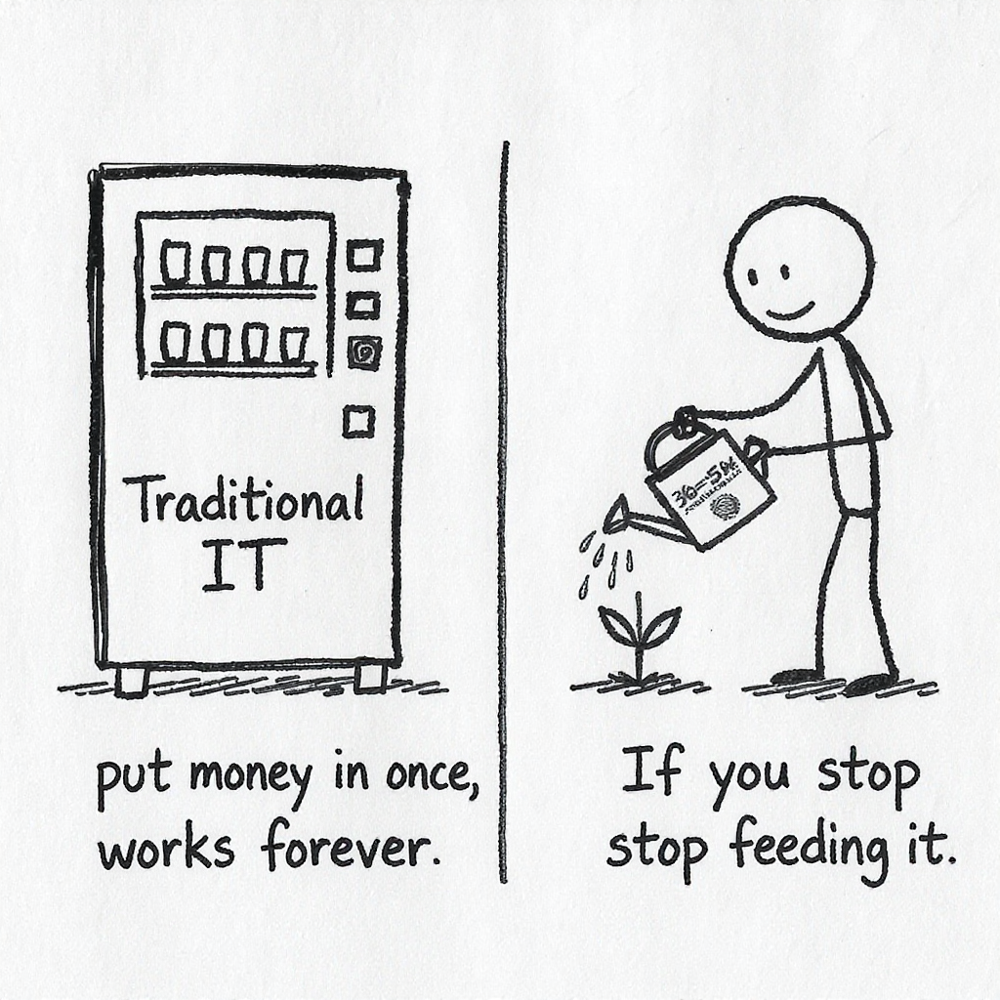 Traditional
IT
put money in once,
works forever.
If you stop
stop feeding it.